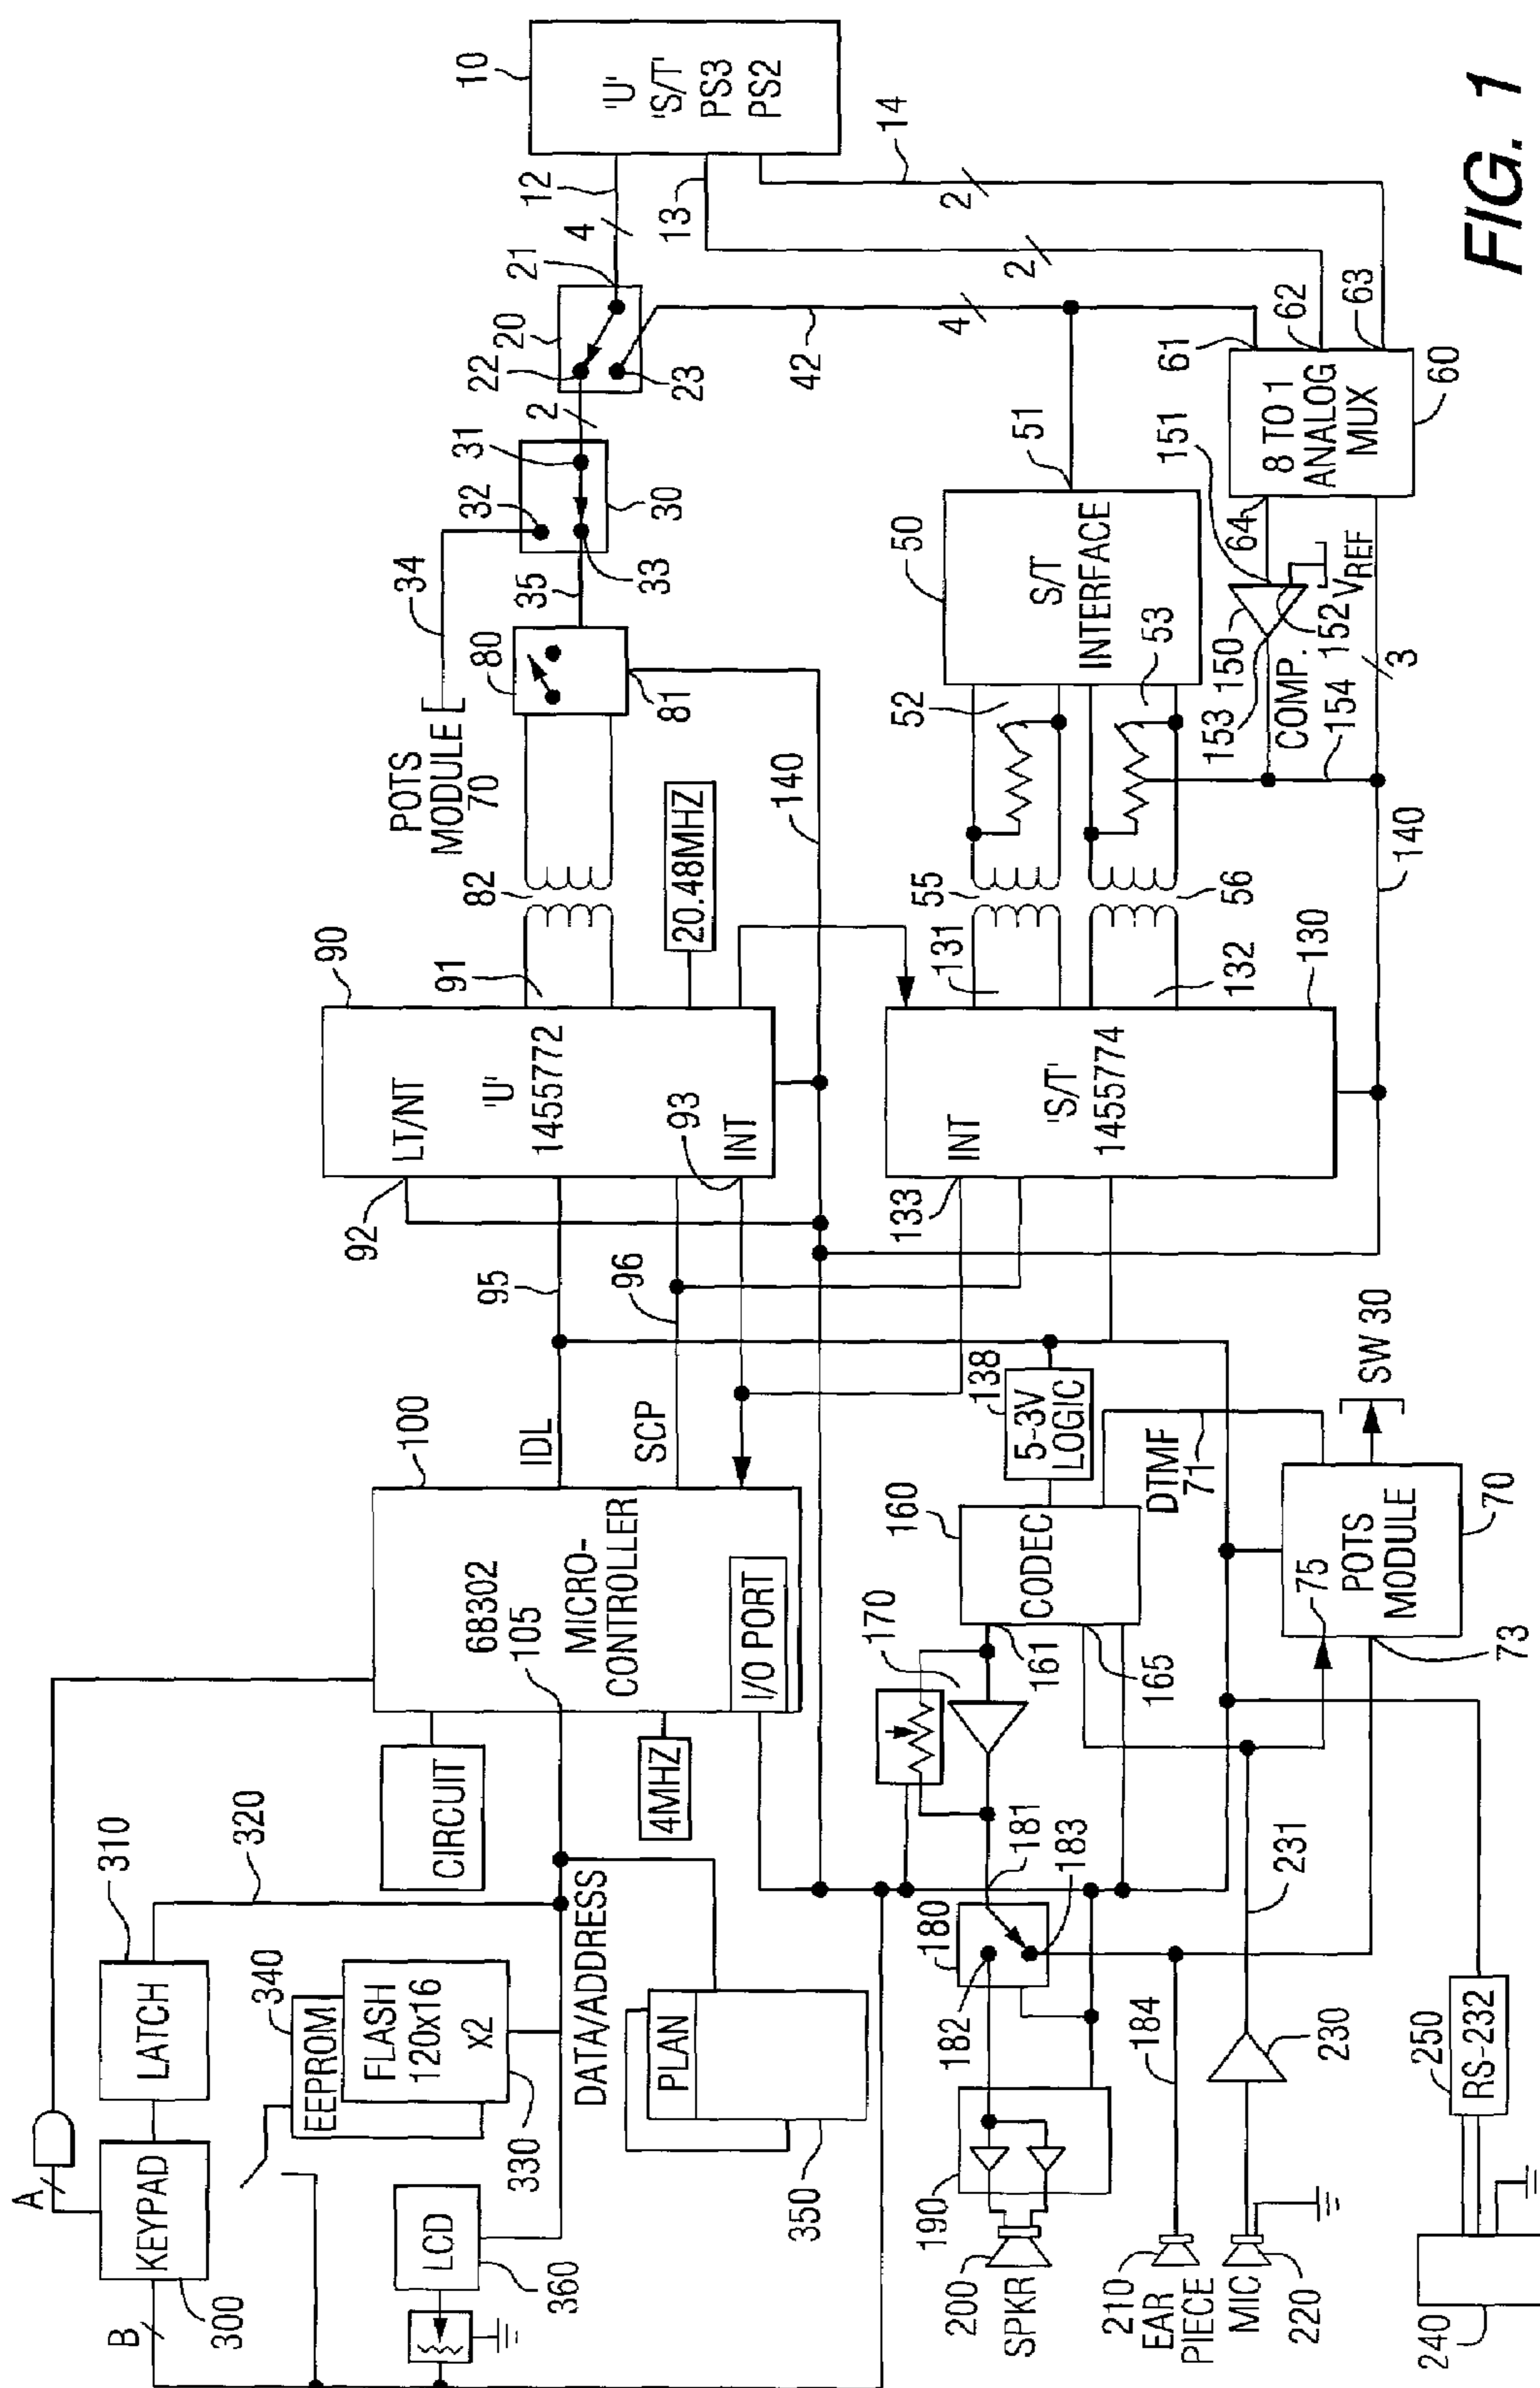 A
KEYPAD
300
B
LATCH
310
320
EEPROM
340
FLASH
120x16
x2
330
LCD
360
DATA/ADDRESS
PLAN
350
CIRCUIT
4MHZ
68302
105
MICRO-
CONTROLLER
I/O PORT
100
IDL
SCP
95
96
90
LT/NT
'U'
1455772
INT
91
92
93
82
20.48MHZ
POTS
MODULE
70
34
80
81
35
140
32
31
33
30
2
22
20
21
23
4
12
10
'U'
'S/T'
PS3
PS2
13
14
2
2
4
42
50
S/T
INTERFACE
51
52
53
55
56
130
INT
'S/T'
1455774
131
132
133
140
61
62
63
8 TO 1
ANALOG
MUX
60
64
151
150
152
153
COMP.
VREF
154
3
138
5-3V
LOGIC
160
CODEC
161
165
170
DTMF
71
SW 30
75
POTS
MODULE
70
73
180
181
182
183
184
190
200
SPKR
210
EAR
PIECE
MIC
220
230
231
240
250
RS-232
FIG. 1